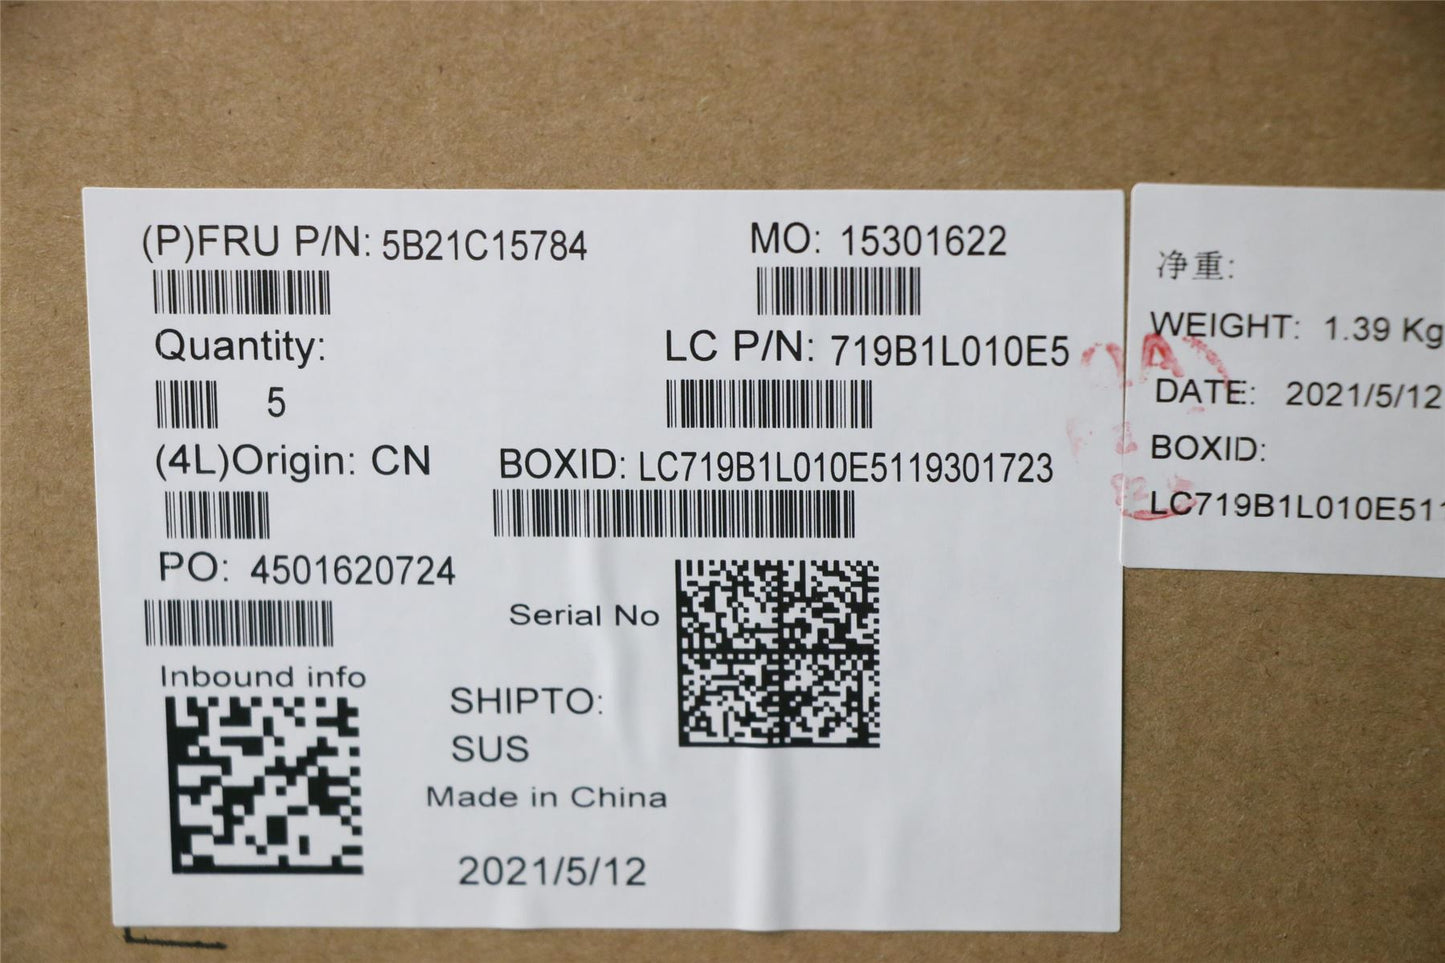 (P)FRU P/N: 5B21C15784
MO: 15301622
Quantity:
5
LC P/N: 719B1L010E5
(4L)Origin: CN
BOXID: LC719B1L010E5119301723
PO: 4501620724
Serial No
Inbound info
SHIPTO:
SUS
Made in China
2021/5/12
净重:
WEIGHT: 1.39 Kg
DATE: 2021/5/12
BOXID:
LC719B1L010E511